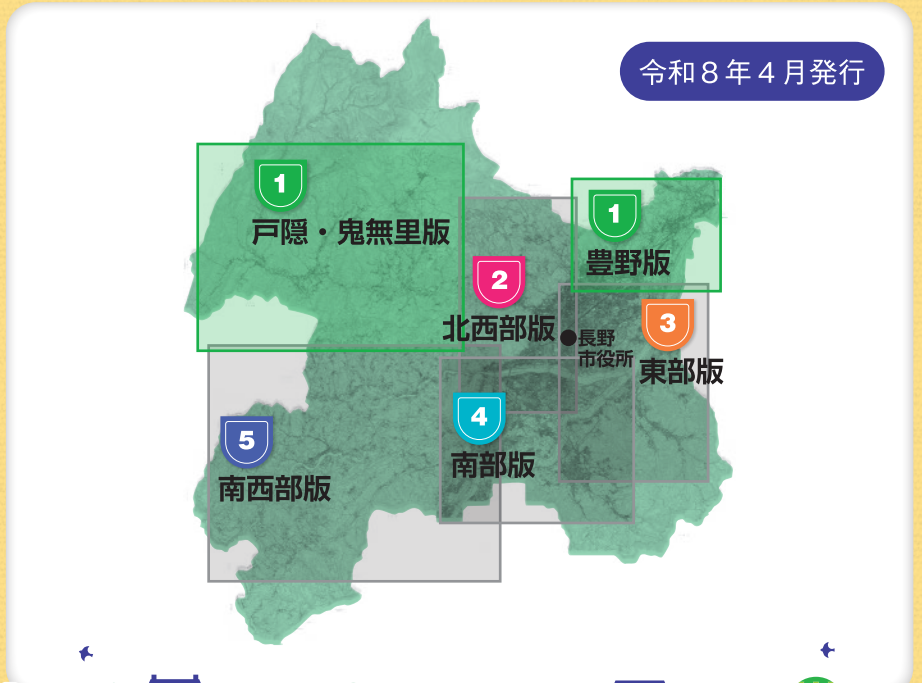 令和８年４月発行
1
戸隠・鬼無里版
1
豊野版
2
北西部版
長野
市役所
3
東部版
4
南部版
5
南西部版